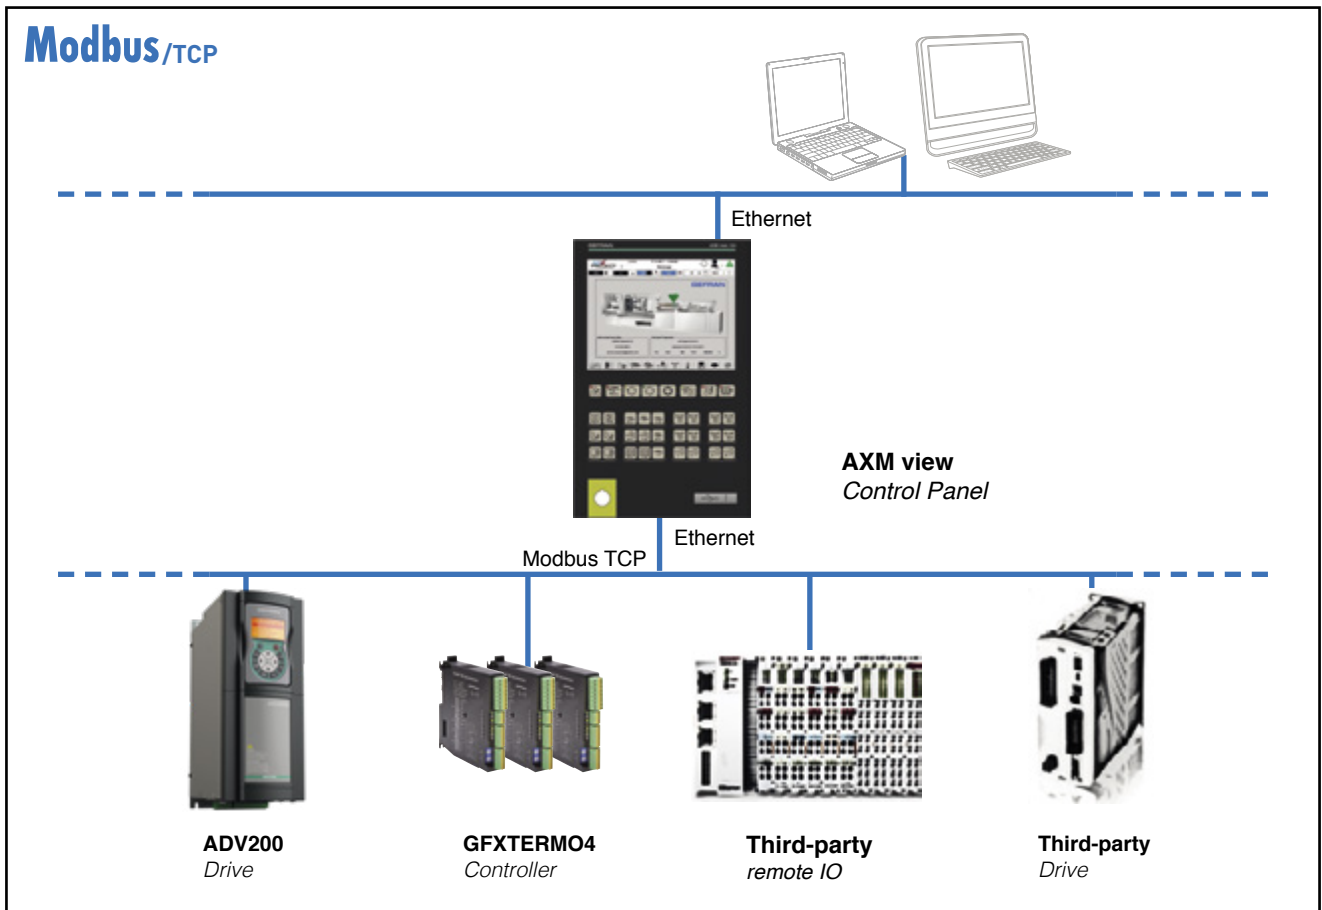 Modbus/TCP
Ethernet
GEFRAN
AXM view
Control Panel
Ethernet
Modbus TCP
ADV200
Drive
GFXTERMO4
Controller
Third-party
remote IO
Third-party
Drive